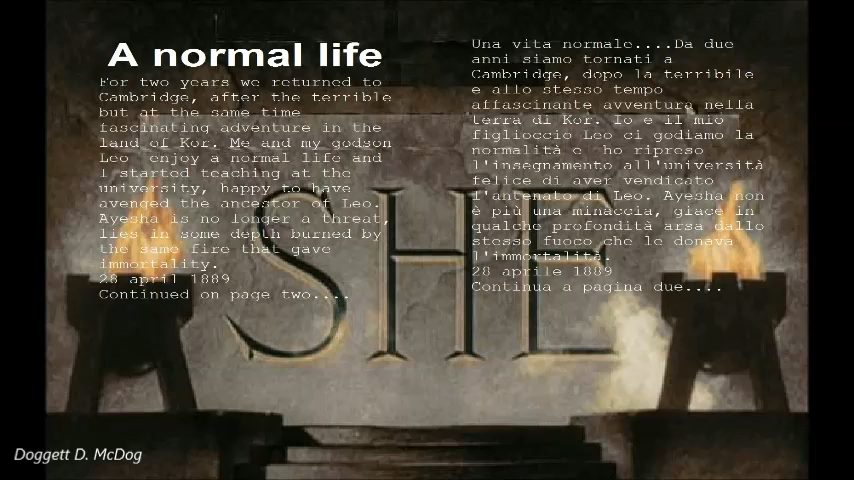 A normal life
For two years we returned to
Cambridge, after the terrible
but at the same time
fascinating adventure in the
land of Kor. Me and my godson
Leo enjoy a normal life and
I started teaching at the
university, happy to have
avenged the ancestor of Leo.
Ayesha is no longer a threat,
lies in some depth burned by
the same fire that gave
immortality.
28 april 1889
Continued on page two....
Una vita normale....Da due
anni siamo tornati a
Cambridge, dopo la terribile
e allo stesso tempo
affascinante avventura nella
terra di Kor. Io e il mio
figlioccio Leo ci godiamo la
normalità e ho ripreso
l'insegnamento all'università
felice di aver vendicato
l'antenato di Leo. Ayesha non
è più una minaccia, giace in
qualche profondità arsa dallo
stesso fuoco che le donava
l'immortalità.
28 aprile 1889
Continua a pagina due....
SHE
Doggett D. McDog